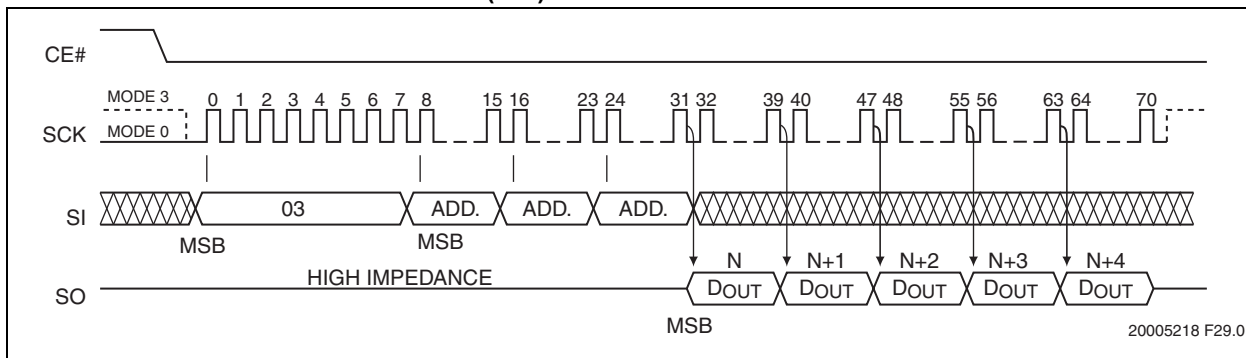 CE#
MODE 3
0 1 2 3 4 5 6 7 8 15 16 23 24 31 32 39 40 47 48 55 56 63 64 70
SCK
MODE 0
SI
03
ADD.
ADD.
ADD.
MSB
MSB
N
N+1
N+2
N+3
N+4
HIGH IMPEDANCE
SO
DOUT
DOUT
DOUT
DOUT
DOUT
MSB
20005218 F29.0